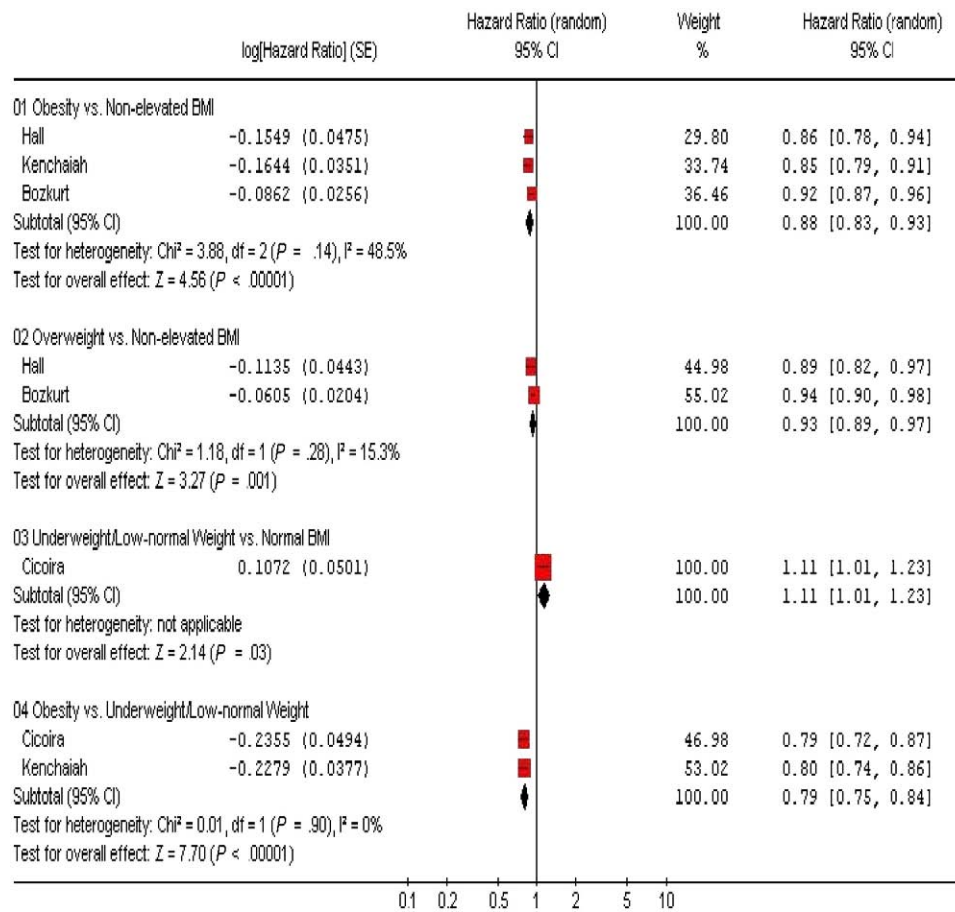 Hazard Ratio (random) Weight Hazard Ratio (random)
log[Hazard Ratio] (SE) 95% CI % 95% CI
01 Obesity vs. Non-elevated BMI
Hall -0.1549 (0.0475) 29.80 0.86 [0.78, 0.94]
Kenchaiah -0.1644 (0.0351) 33.74 0.85 [0.79, 0.91]
Bozkurt -0.0862 (0.0256) 36.46 0.92 [0.87, 0.96]
Subtotal (95% CI) 100.00 0.88 [0.83, 0.93]
Test for heterogeneity: Chi² = 3.88, df = 2 (P = .14), I² = 48.5%
Test for overall effect: Z = 4.56 (P < .00001)
02 Overweight vs. Non-elevated BMI
Hall -0.1135 (0.0443) 44.98 0.89 [0.82, 0.97]
Bozkurt -0.0605 (0.0204) 55.02 0.94 [0.90, 0.98]
Subtotal (95% CI) 100.00 0.93 [0.89, 0.97]
Test for heterogeneity: Chi² = 1.18, df = 1 (P = .28), I² = 15.3%
Test for overall effect: Z = 3.27 (P = .001)
03 Underweight/Low-normal Weight vs. Normal BMI
Cicoira 0.1072 (0.0501) 100.00 1.11 [1.01, 1.23]
Subtotal (95% CI) 100.00 1.11 [1.01, 1.23]
Test for heterogeneity: not applicable
Test for overall effect: Z = 2.14 (P = .03)
04 Obesity vs. Underweight/Low-normal Weight
Cicoira -0.2355 (0.0494) 46.98 0.79 [0.72, 0.87]
Kenchaiah -0.2279 (0.0377) 53.02 0.80 [0.74, 0.86]
Subtotal (95% CI) 100.00 0.79 [0.75, 0.84]
Test for heterogeneity: Chi² = 0.01, df = 1 (P = .90), I² = 0%
Test for overall effect: Z = 7.70 (P < .00001)
0.1 0.2 0.5 1 2 5 10